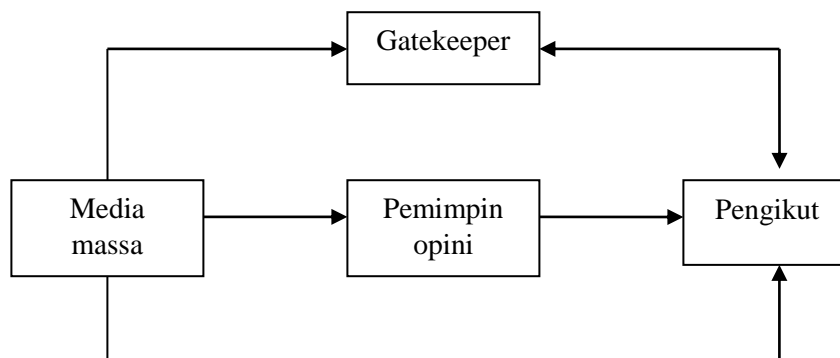 Gatekeeper
Media
massa
Pemimpin
opini
Pengikut